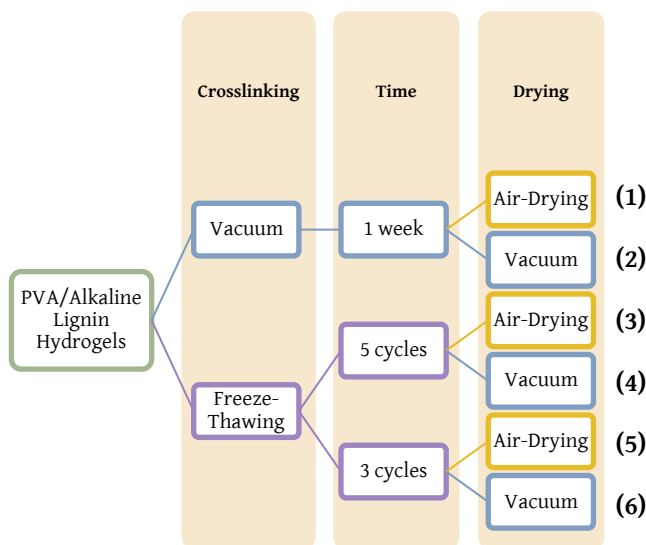 Crosslinking
Time
Drying
PVA/Alkaline
Lignin
Hydrogels
Vacuum
1 week
Air-Drying
(1)
Vacuum
(2)
Freeze-
Thawing
5 cycles
Air-Drying
(3)
Vacuum
(4)
3 cycles
Air-Drying
(5)
Vacuum
(6)